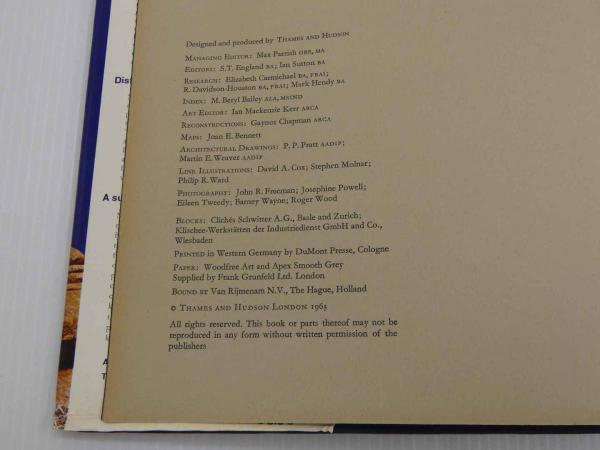 Designed and produced by THAMES AND HUDSON
MANAGING EDITOR: Max Parrish OBE, MA
EDITORS: S.T. England BA; Ian Sutton BA
RESEARCH: Elizabeth Carmichael BA, FRAI;
R. Davidson-Houston BA, FRAI; Mark Hendy BA
INDEX: M. Beryl Bailey ALA, MSIND
ART EDITOR: Ian Mackenzie Kerr ARCA
RECONSTRUCTIONS: Gaynor Chapman ARCA
MAPS: Joan E. Bennett
ARCHITECTURAL DRAWINGS: P. P. Pratt AADIP;
Martin E. Weaver AADIP
LINE ILLUSTRATIONS: David A. Cox; Stephen Molnar;
Philip R. Ward
PHOTOGRAPHY: John R. Freeman; Josephine Powell;
Eileen Tweedy; Barney Wayne; Roger Wood
BLOCKS: Clichés Schwitter A.G., Basle and Zurich;
Klischee-Werkstätten der Industriedienst GmbH and Co.,
Wiesbaden
PRINTED in Western Germany by DuMont Presse, Cologne
PAPER: Woodfree Art and Apex Smooth Grey
Supplied by Frank Grunfeld Ltd. London
BOUND BY Van Rijmenam N.V., The Hague, Holland
© THAMES AND HUDSON LONDON 1963
All rights reserved. This book or parts thereof may not be
reproduced in any form without written permission of the
publishers
Dis
A su
A
T